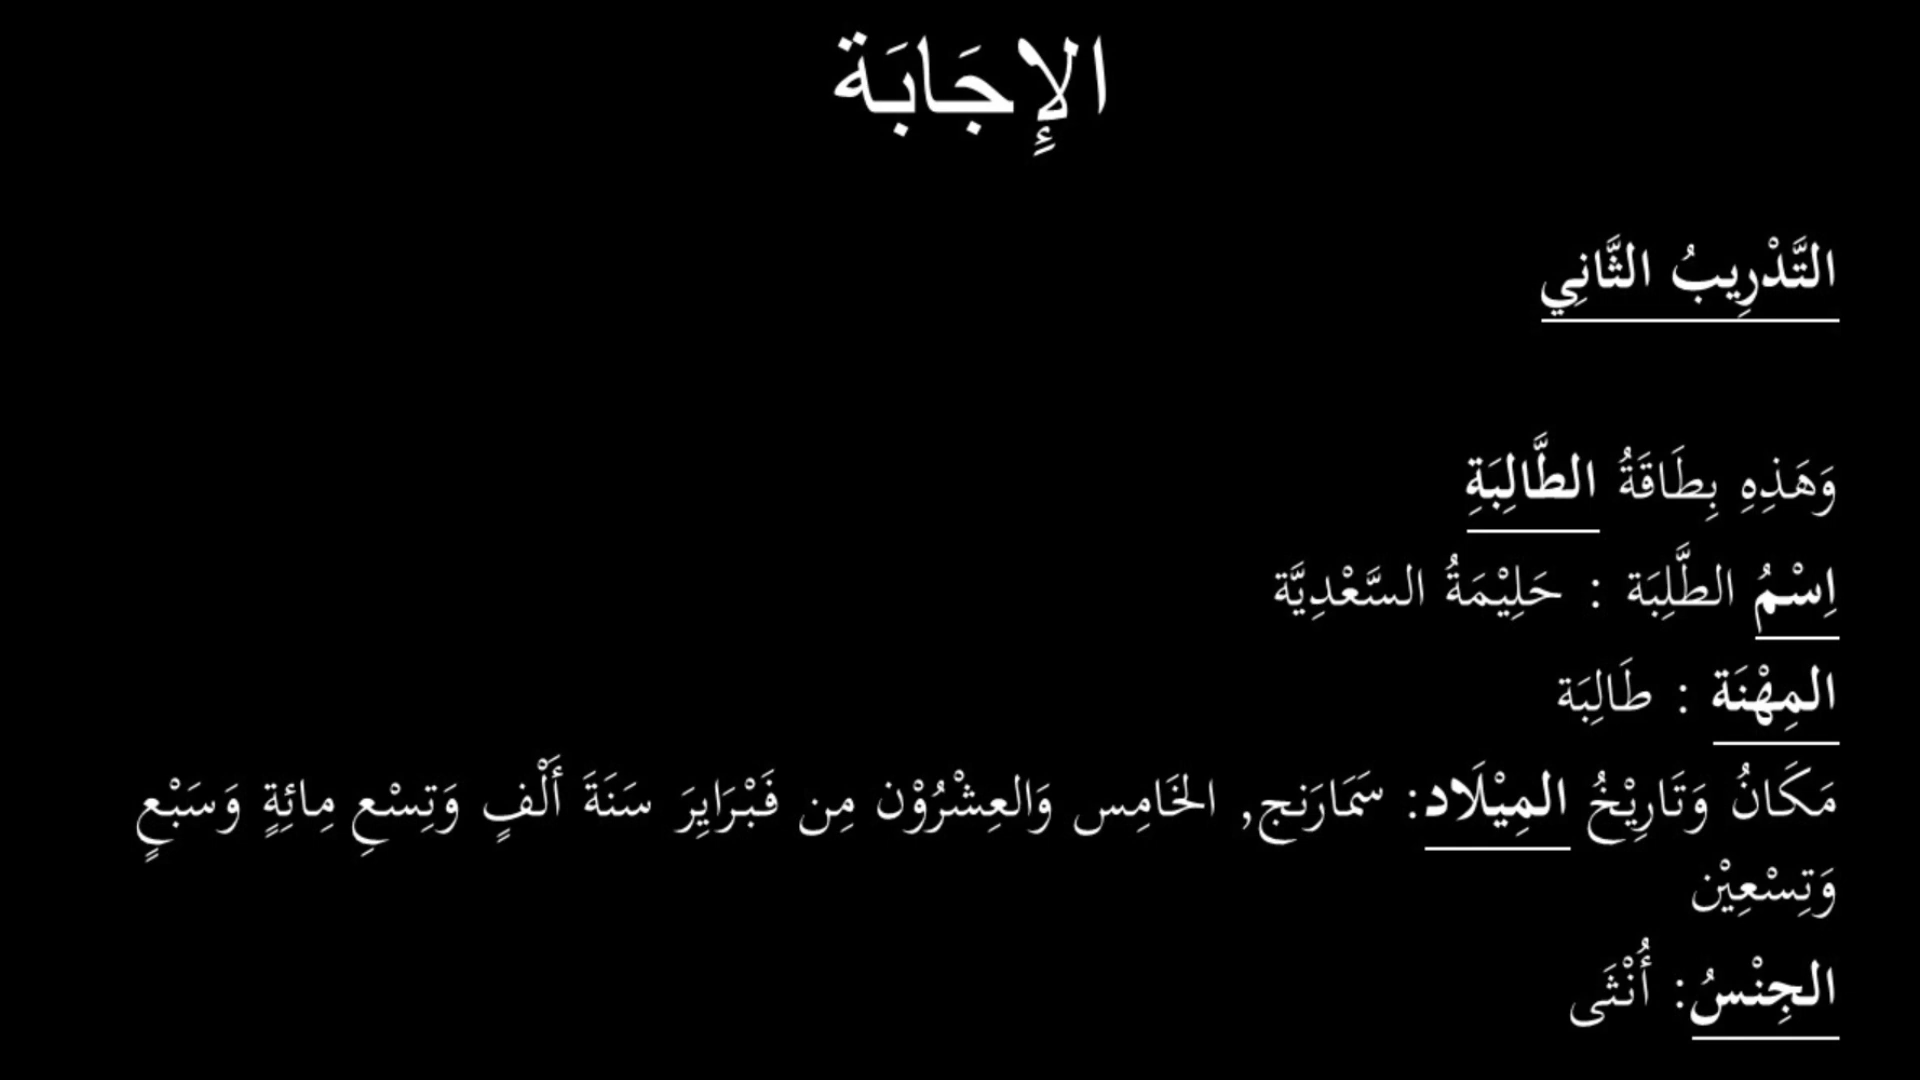 الإِجَابَة
التَّدْرِيبُ الثَّانِي
وَهَذِهِ بِطَاقَةُ الطَّالِبَةِ
اِسْمُ الطَّلِبَة : حَلِيْمَةُ السَّعْدِيَّة
المِهْنَة : طَالِبَة
مَكَانُ وَتَارِيْخُ المِيْلَاد: سَمَارَنج, الخَامِس وَالعِشْرُوْن مِن فَبْرَايِرَ سَنَةَ أَلْفٍ وَتِسْعِ مِائِةٍ وَسَبْعٍ
وَتِسْعِيْن
الجِنْسُ: أُنْثَى